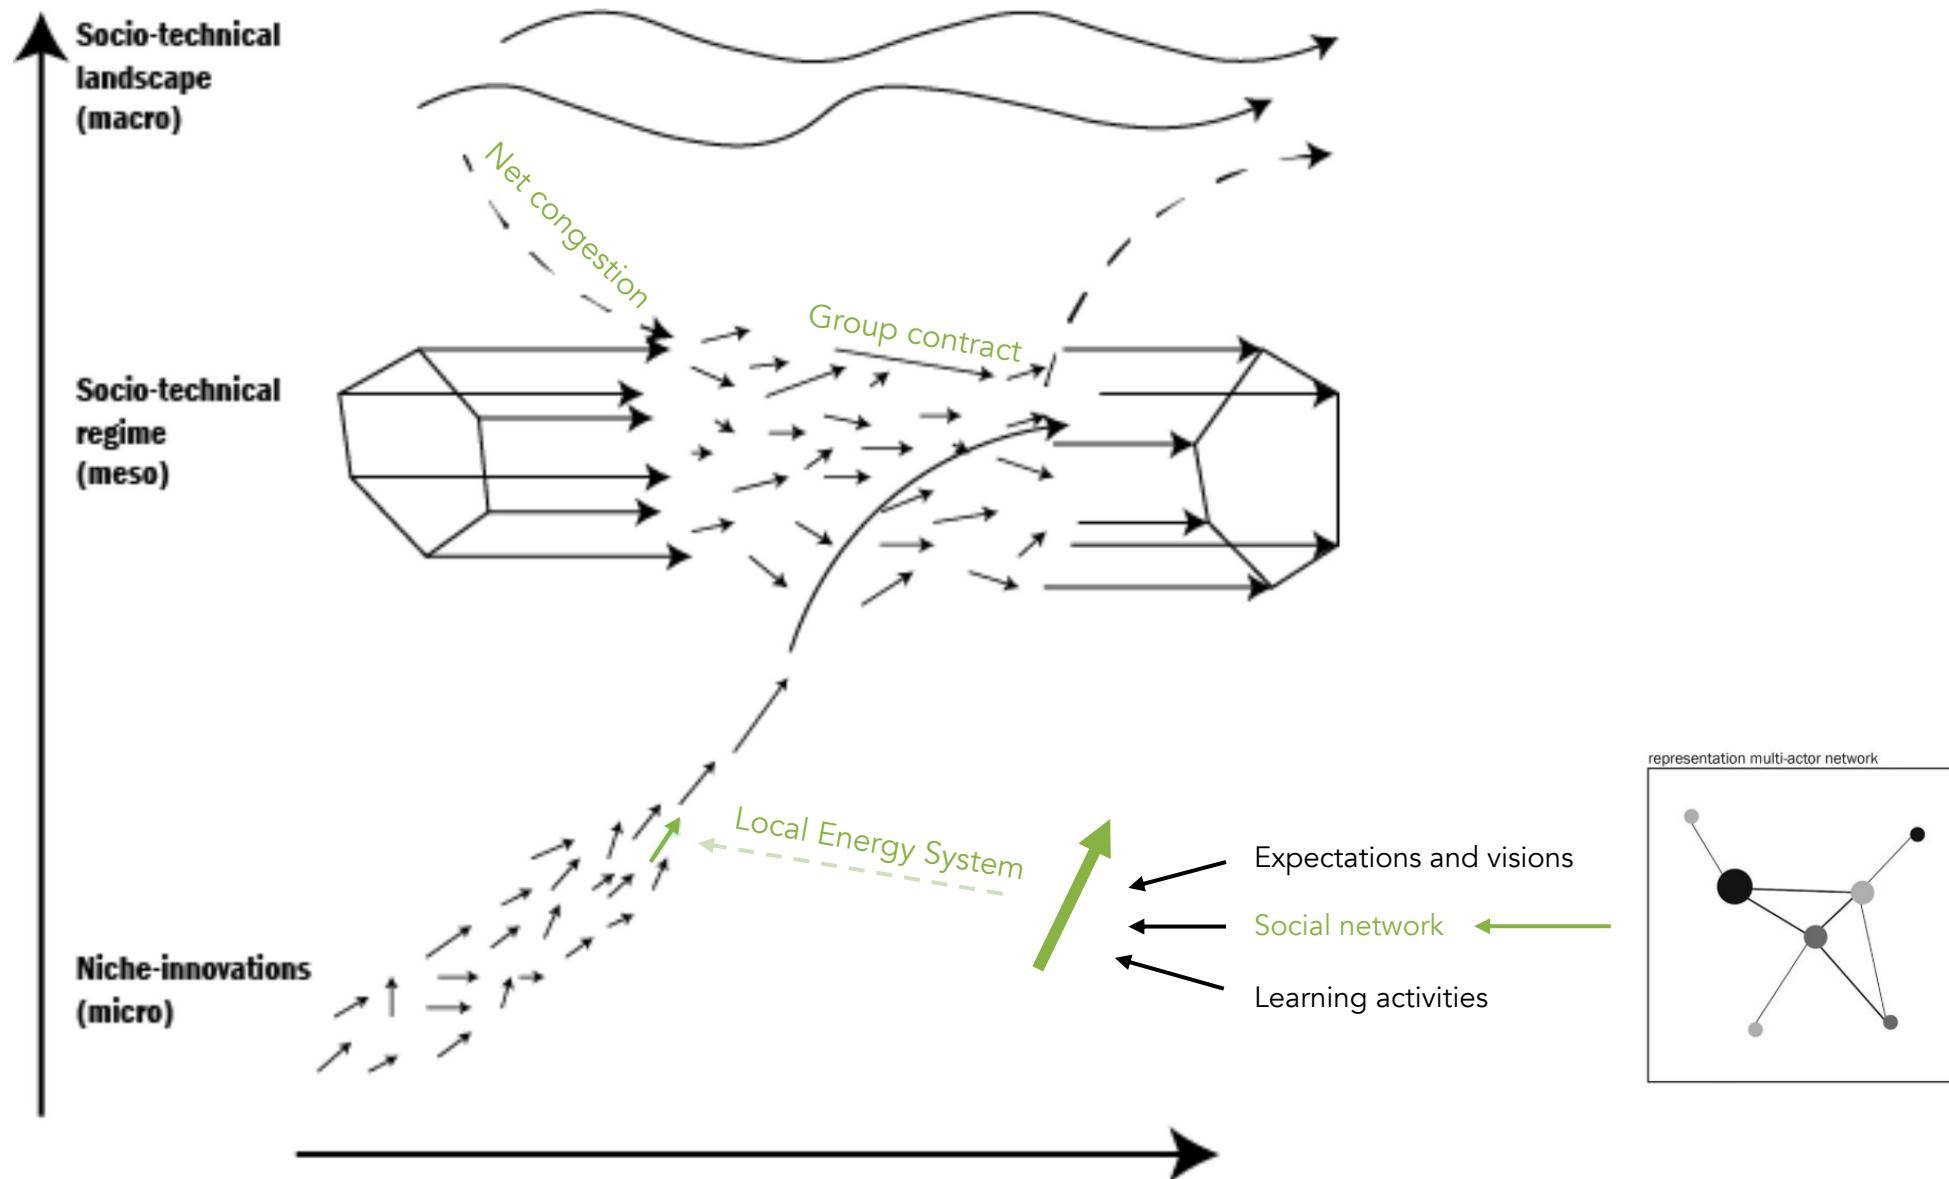 Socio-technical
landscape
(macro)
Net congestion
Group contract
Socio-technical
regime
(meso)
representation multi-actor network
Local Energy System
Expectations and visions
Social network
Learning activities
Niche-innovations
(micro)